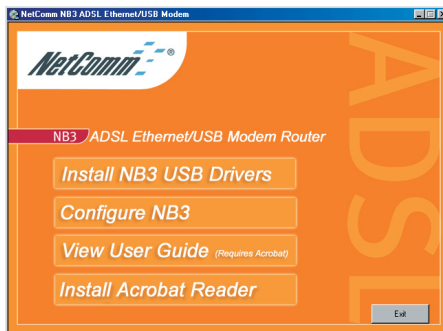 NetComm NB3 ADSL Ethernet/USB Modem
NetComm®
ADSL
NB3 ADSL Ethernet/USB Modem Router
Install NB3 USB Drivers
Configure NB3
View User Guide (Requires Acrobat)
Install Acrobat Reader
Exit